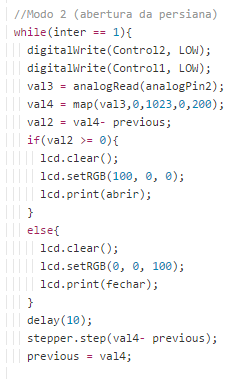 //Modo 2 (abertura da persiana)
while(inter == 1){
digitalWrite(Control2, LOW);
digitalWrite(Control1, LOW);
val3 = analogRead(analogPin2);
val4 = map(val3,0,1023,0,200);
val2 = val4- previous;
if(val2 >= 0){
lcd.clear();
lcd.setRGB(100, 0, 0);
lcd.print(abrir);
}
else{
lcd.clear();
lcd.setRGB(0, 0, 100);
lcd.print(fechar);
}
delay(10);
stepper.step(val4- previous);
previous = val4;